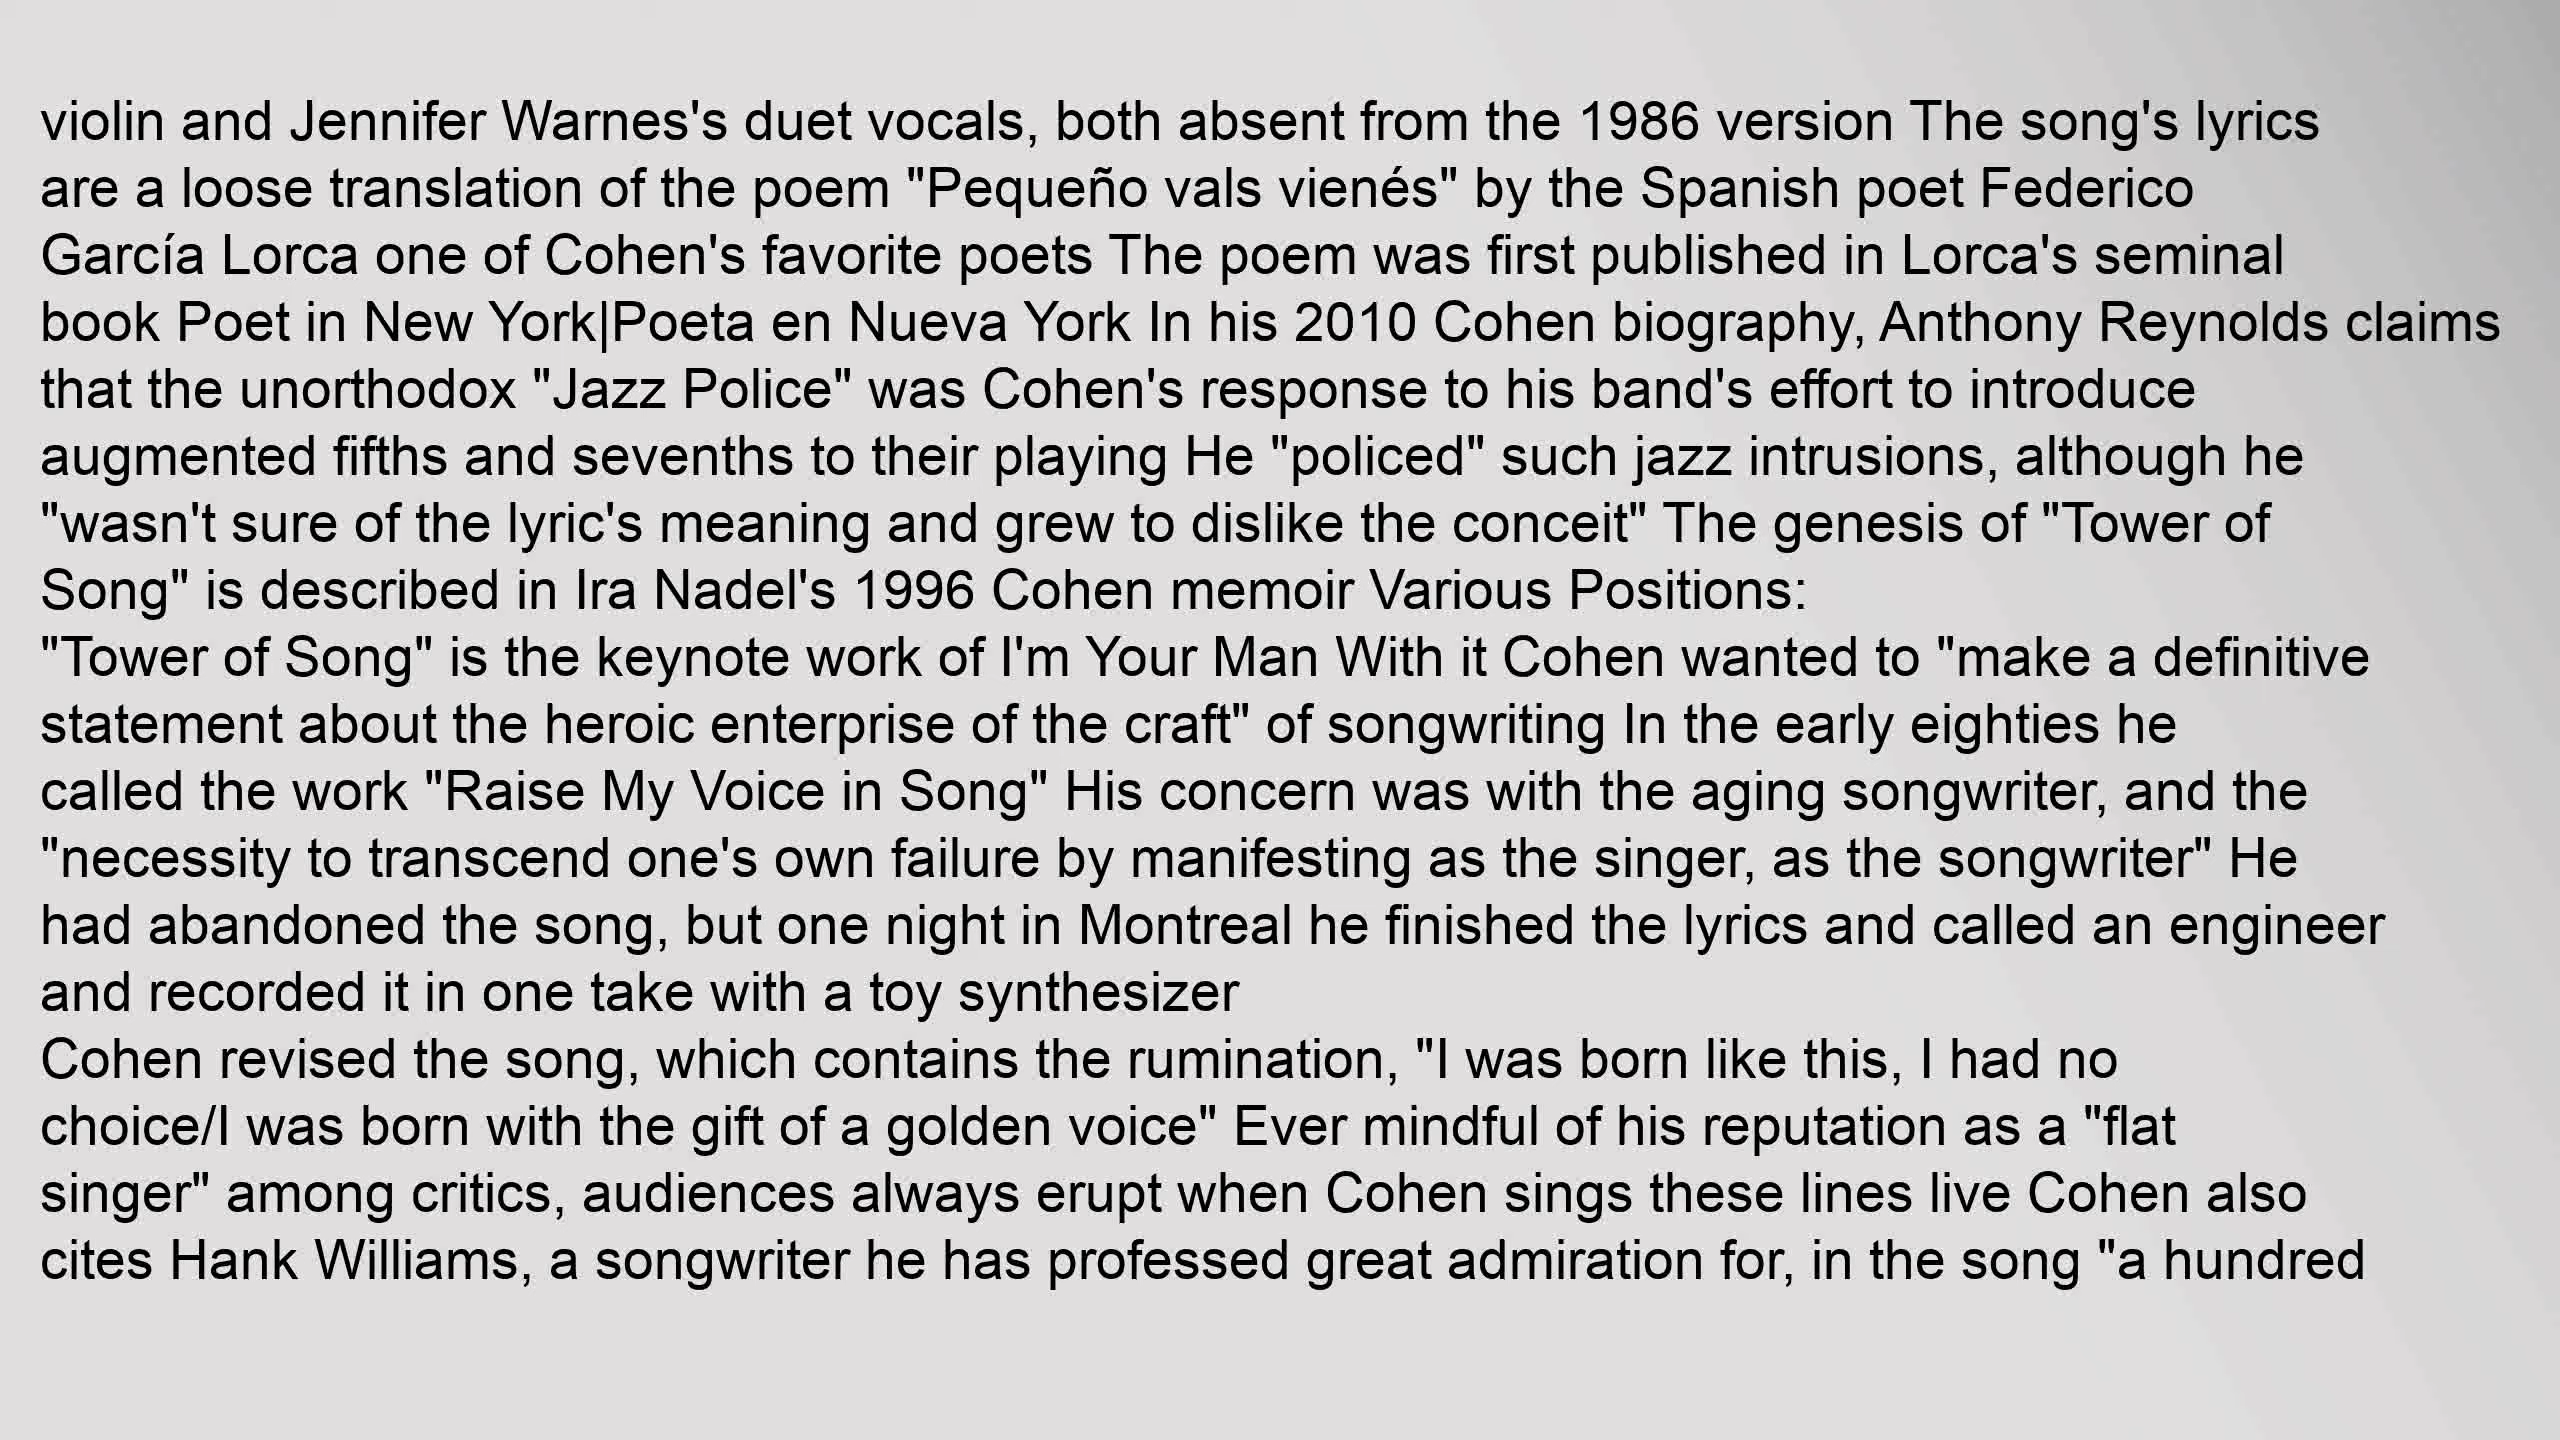 violin and Jennifer Warnes's duet vocals, both absent from the 1986 version The song's lyrics
are a loose translation of the poem "Pequeño vals vienés" by the Spanish poet Federico
García Lorca one of Cohen's favorite poets The poem was first published in Lorca's seminal
book Poet in New York|Poeta en Nueva York In his 2010 Cohen biography, Anthony Reynolds claims
that the unorthodox "Jazz Police" was Cohen's response to his band's effort to introduce
augmented fifths and sevenths to their playing He "policed" such jazz intrusions, although he
"wasn't sure of the lyric's meaning and grew to dislike the conceit" The genesis of "Tower of
Song" is described in Ira Nadel's 1996 Cohen memoir Various Positions:
"Tower of Song" is the keynote work of I'm Your Man With it Cohen wanted to "make a definitive
statement about the heroic enterprise of the craft" of songwriting In the early eighties he
called the work "Raise My Voice in Song" His concern was with the aging songwriter, and the
"necessity to transcend one's own failure by manifesting as the singer, as the songwriter" He
had abandoned the song, but one night in Montreal he finished the lyrics and called an engineer
and recorded it in one take with a toy synthesizer
Cohen revised the song, which contains the rumination, "I was born like this, I had no
choice/I was born with the gift of a golden voice" Ever mindful of his reputation as a "flat
singer" among critics, audiences always erupt when Cohen sings these lines live Cohen also
cites Hank Williams, a songwriter he has professed great admiration for, in the song "a hundred